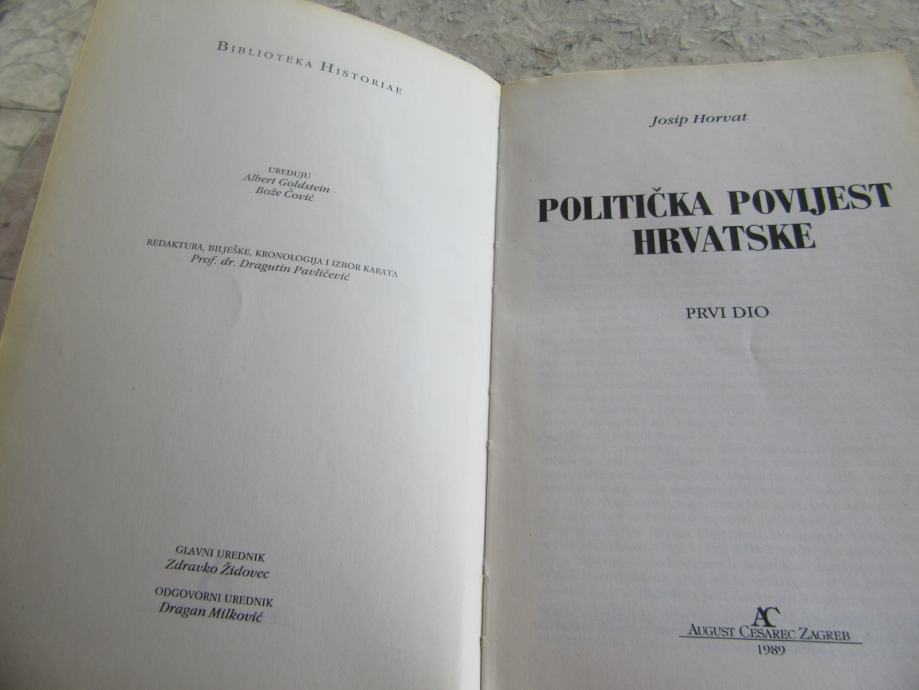 BIBLIOTEKA HISTORIAE
UREĐUJU
Albert Goldstein
Bože Čović
REDAKTURA, BILJEŠKE, KRONOLOGIJA I IZBOR KARATA
Prof. dr. Dragutin Pavličević
GLAVNI UREDNIK
Zdravko Židovec
ODGOVORNI UREDNIK
Dragan Milković
Josip Horvat
POLITIČKA POVIJEST
HRVATSKE
PRVI DIO
AC
AUGUST CESAREC ZAGREB
1989